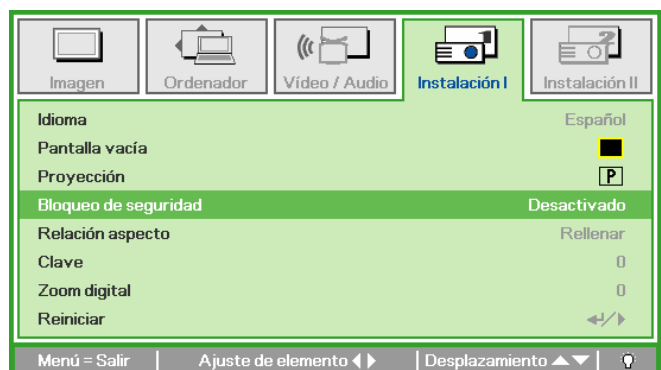 Imagen Ordenador Vídeo / Audio Instalación I Instalación II
Idioma Español
Pantalla vacía
Proyección P
Bloqueo de seguridad Desactivado
Relación aspecto Rellenar
Clave 0
Zoom digital 0
Reiniciar
Menú = Salir Ajuste de elemento Desplazamiento